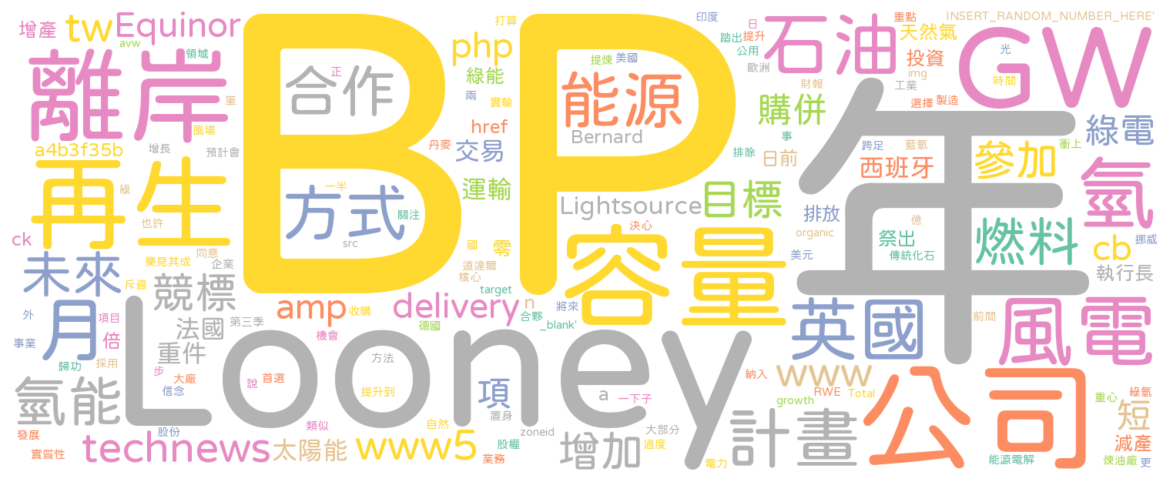 增產
tw
Equinor
打算
印度
日
重點
INSERT_RANDOM_NUMBER_HERE'
avw
領域
BP
php
踏出
提升
石油
天然氣
GW
離岸
合作
正
提煉
美國
公用
歐洲
投資
光
綠能
能源
財報
img
工業
時間
兩
實驗
購併
選擇
製造
年
重
風場
href
Bernard
事
綠電
a4b3f35b
增長
預計會
丹麥
交易
排除
日前
跨足
藍氫
衝上
參加
再生
綠
方式
一半
運輸
西班牙
氫
也許
關注
Lightsource
目標
排放
億
燃料
ck
src
國
零
決心
organic
祭出
傳統化石
cb
挪威
樂見其成
同意
道達爾
核心
容量
美元
執行長
未來
斥資
企業
競標
target
將來
外
項目
月
倍
第三季
法國
amp
收購
delivery
n
合夥
_blank'
英國
前間
風電
事業
重件
機會
德國
歸功
採用
Looney
方法
步
大廠
信念
說
首選
提升到
項
置身
a
一下子
納入
www
RWE
Total
growth
公司
重心
綠氫
氫能
短
發展
股份
類似
自然
zoneid
大部分
計畫
減產
實質性
technews
太陽能
www5
業務
股權
增加
過度
電力
能源電解
煉油廠
更